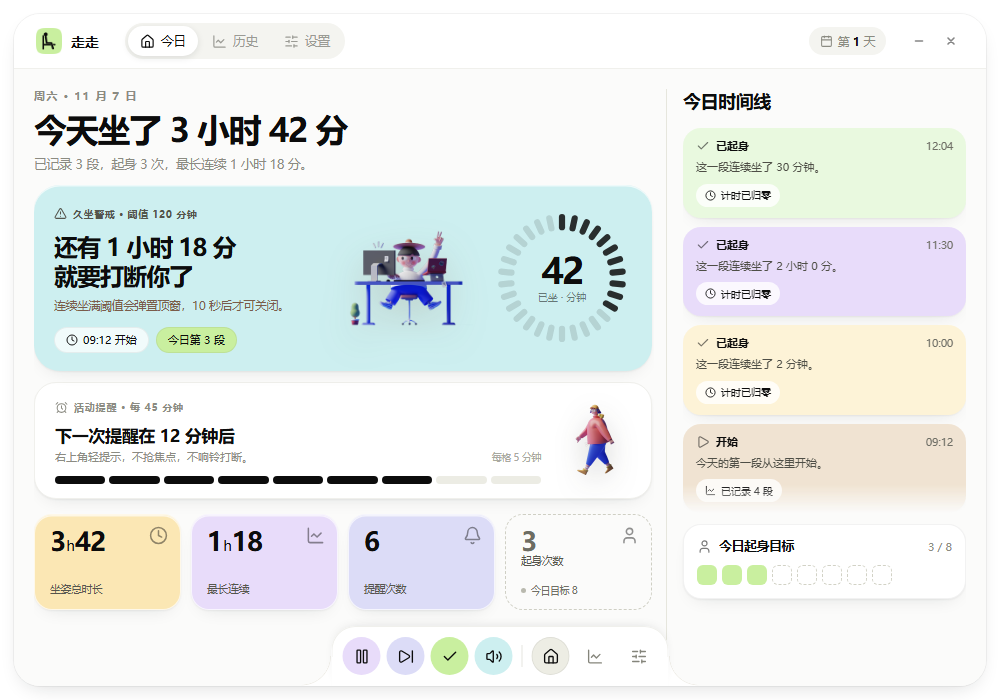 走走
今日
历史
设置
第 1 天
周六 • 11 月 7 日
今天坐了 3 小时 42 分
已记录 3 段，起身 3 次，最长连续 1 小时 18 分。
久坐警戒 • 阈值 120 分钟
还有 1 小时 18 分
就要打断你了
连续坐满阈值会弹置顶窗，10 秒后才可关闭。
09:12 开始
今日第 3 段
42
已坐 · 分钟
活动提醒 • 每 45 分钟
下一次提醒在 12 分钟后
右上角轻提示，不抢焦点，不响铃打断。
每格 5 分钟
3h42
坐姿总时长
1h18
最长连续
6
提醒次数
3
起身次数
今日目标 8
今日时间线
已起身 12:04
这一段连续坐了 30 分钟。
计时已归零
已起身 11:30
这一段连续坐了 2 小时 0 分。
计时已归零
已起身 10:00
这一段连续坐了 2 分钟。
计时已归零
开始 09:12
今天的第一段从这里开始。
已记录 4 段
今日起身目标 3 / 8